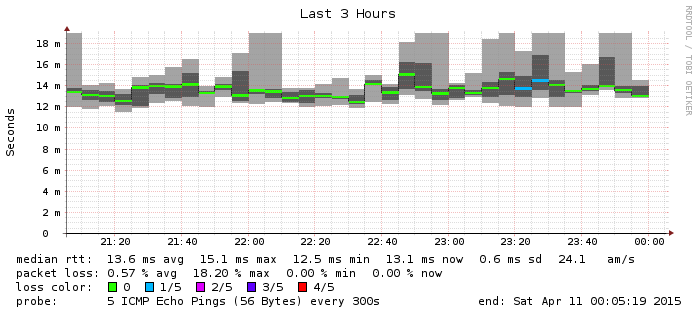 Last 3 Hours
RRDTOOL / TOBI OETIKER
Seconds
18 m
16 m
14 m
12 m
10 m
8 m
6 m
4 m
2 m
0
21:20 21:40 22:00 22:20 22:40 23:00 23:20 23:40 00:00
median rtt: 13.6 ms avg 15.1 ms max 12.5 ms min 13.1 ms now 0.6 ms sd 24.1 am/s
packet loss: 0.57 % avg 18.20 % max 0.00 % min 0.00 % now
loss color: 0 1/5 2/5 3/5 4/5
probe: 5 ICMP Echo Pings (56 Bytes) every 300s end: Sat Apr 11 00:05:19 2015